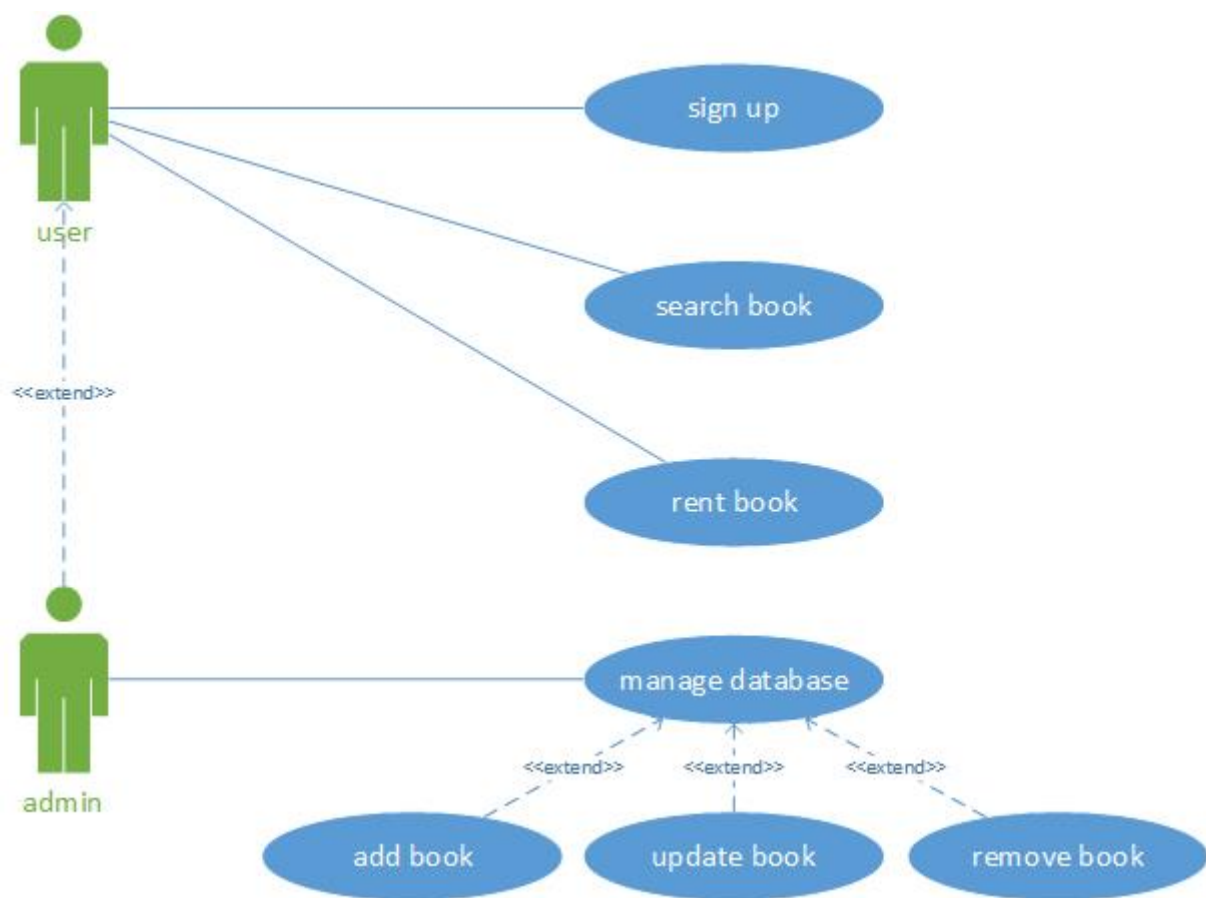 sign up
user
search book
<<extend>>
rent book
manage database
<<extend>> <<extend>> <<extend>>
admin
add book update book remove book